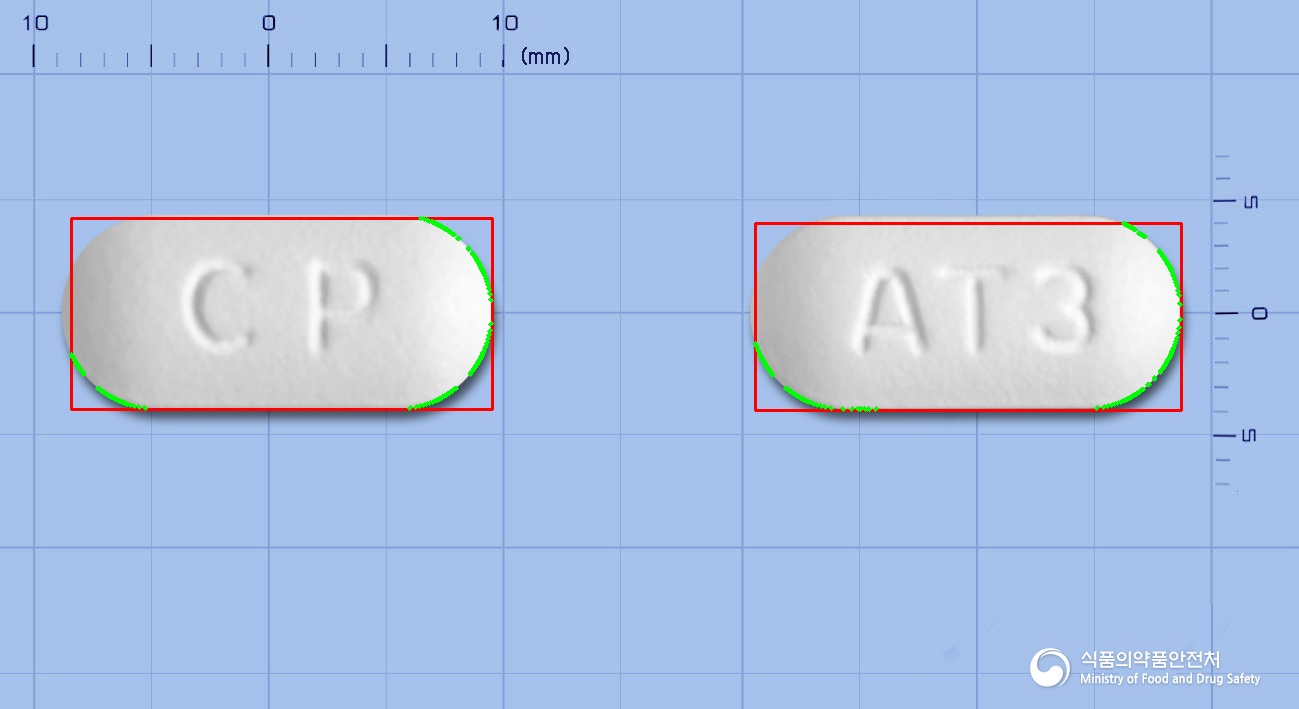 10 0 10
(mm)
CP
AT3
5
0
5
식품의약품안전처
Ministry of Food and Drug Safety